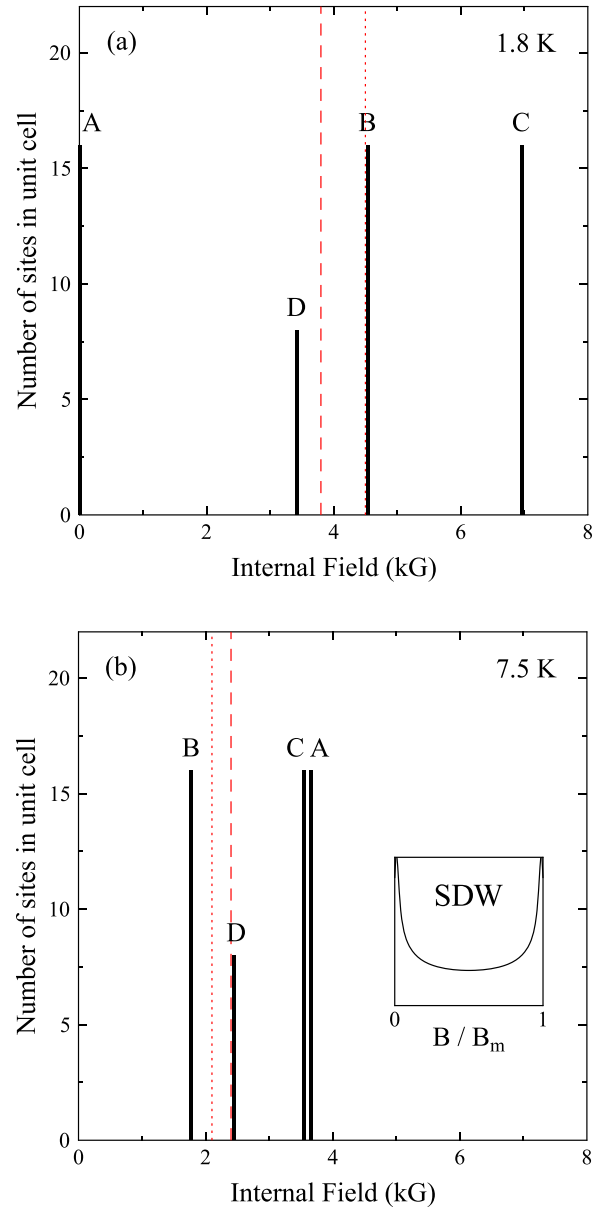 (a)
1.8 K
A
B
C
D
20
15
10
5
0
Number of sites in unit cell
0 2 4 6 8
Internal Field (kG)
(b)
7.5 K
B
C A
D
20
15
10
5
0
Number of sites in unit cell
SDW
0 1
B / Bm
0 2 4 6 8
Internal Field (kG)